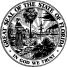 GREAT SEAL OF THE STATE OF FLORIDA
IN GOD WE TRUST